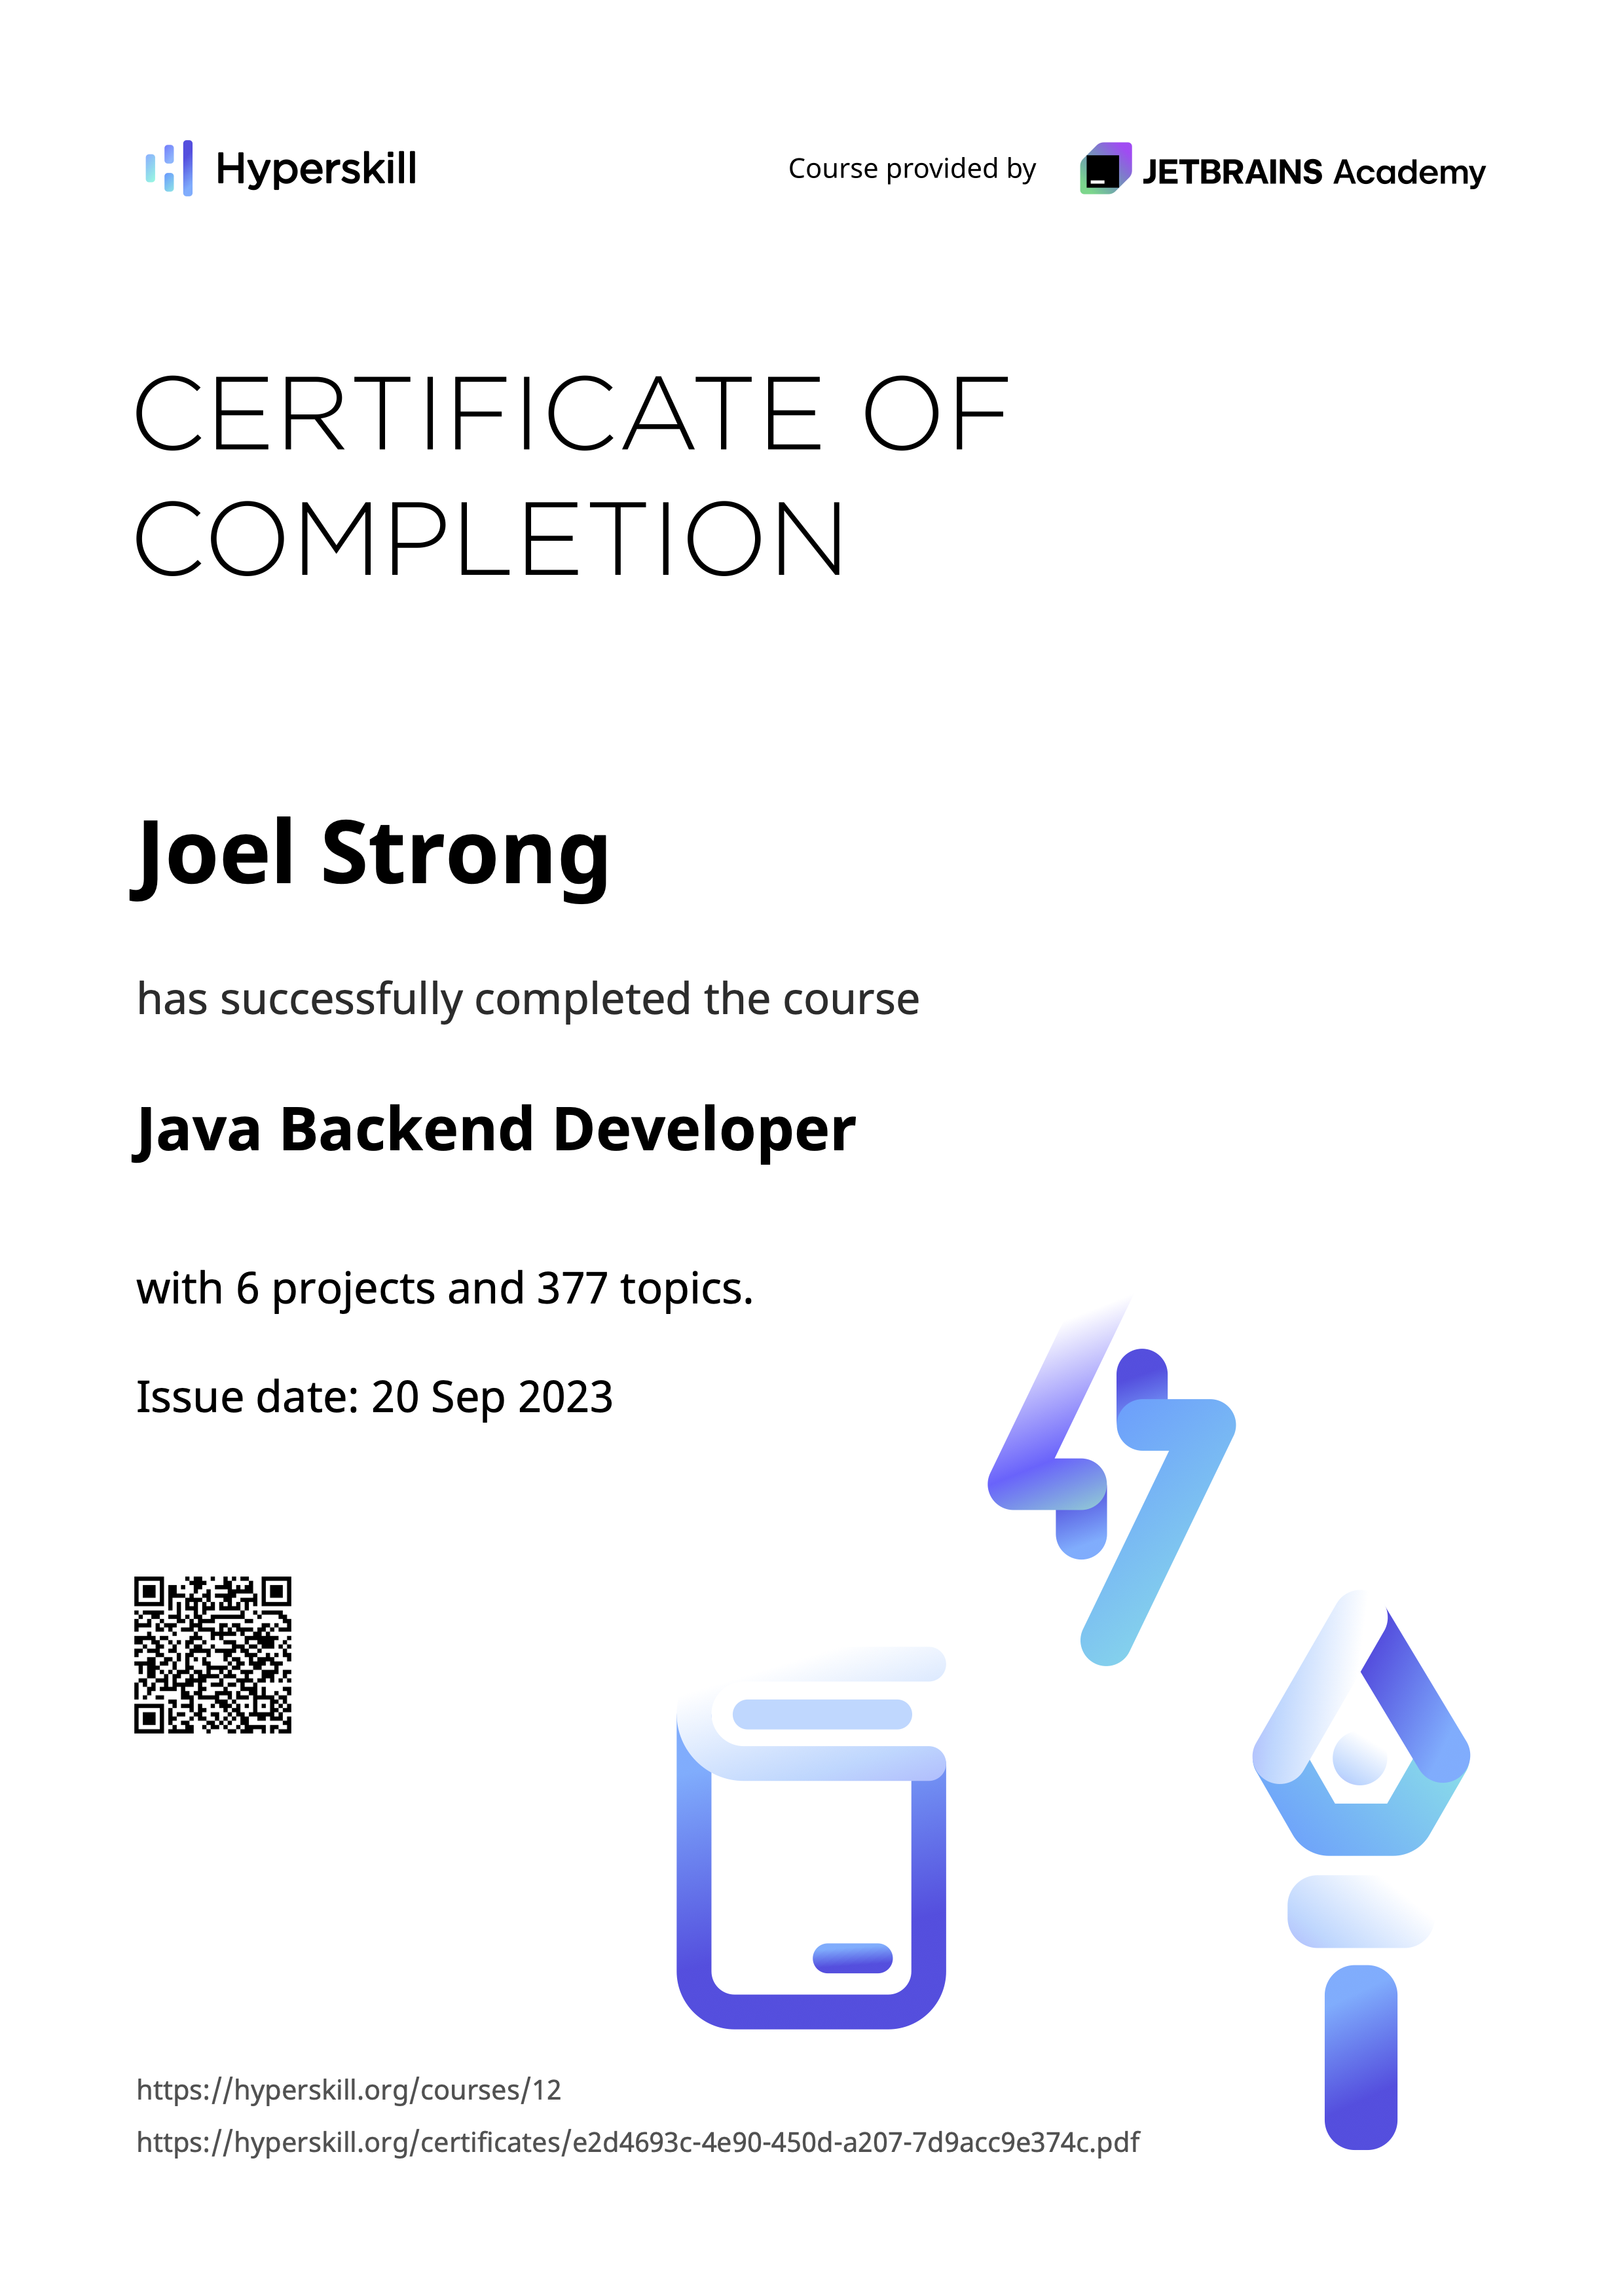 Hyperskill
Course provided by JETBRAINS Academy
CERTIFICATE OF
COMPLETION
Joel Strong
has successfully completed the course
Java Backend Developer
with 6 projects and 377 topics.
Issue date: 20 Sep 2023
https://hyperskill.org/courses/12
https://hyperskill.org/certificates/e2d4693c-4e90-450d-a207-7d9acc9e374c.pdf